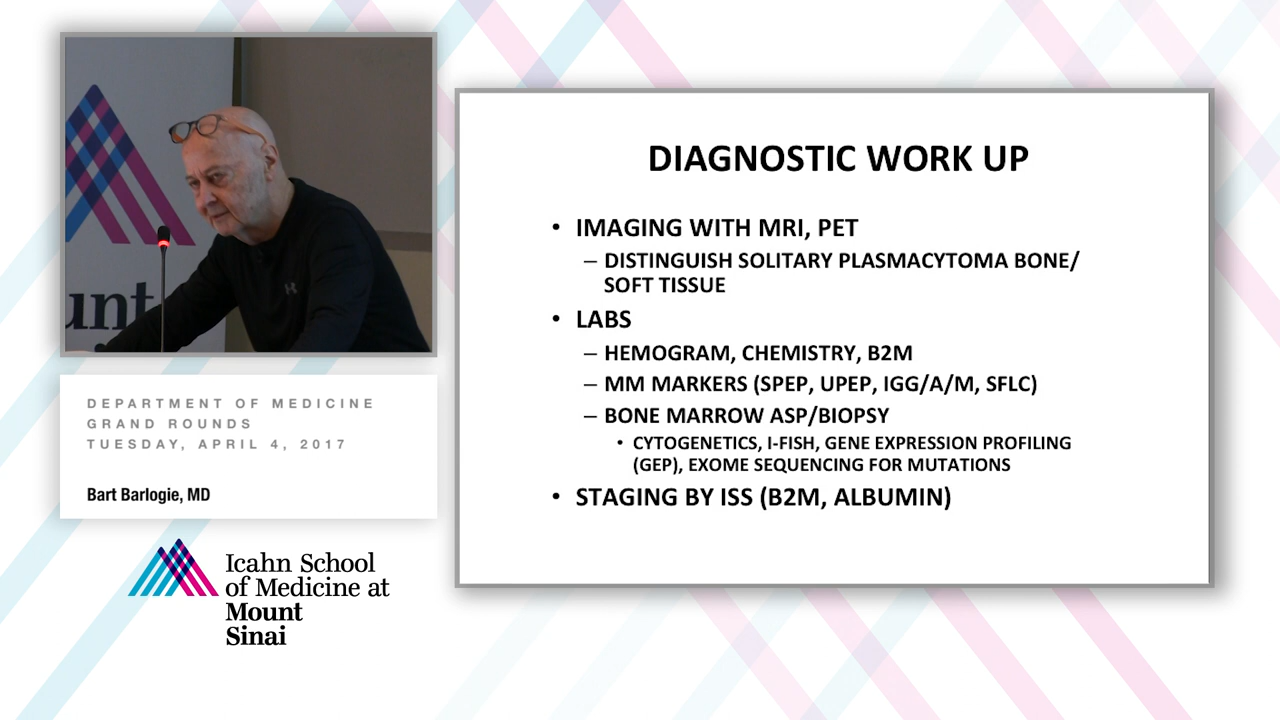 unt
DEPARTMENT OF MEDICINE
GRAND ROUNDS
TUESDAY, APRIL 4, 2017
Bart Barlogie, MD
Icahn School
of Medicine at
Mount
Sinai
DIAGNOSTIC WORK UP
• IMAGING WITH MRI, PET
– DISTINGUISH SOLITARY PLASMACYTOMA BONE/
SOFT TISSUE
• LABS
– HEMOGRAM, CHEMISTRY, B2M
– MM MARKERS (SPEP, UPEP, IGG/A/M, SFLC)
– BONE MARROW ASP/BIOPSY
• CYTOGENETICS, I-FISH, GENE EXPRESSION PROFILING
(GEP), EXOME SEQUENCING FOR MUTATIONS
• STAGING BY ISS (B2M, ALBUMIN)